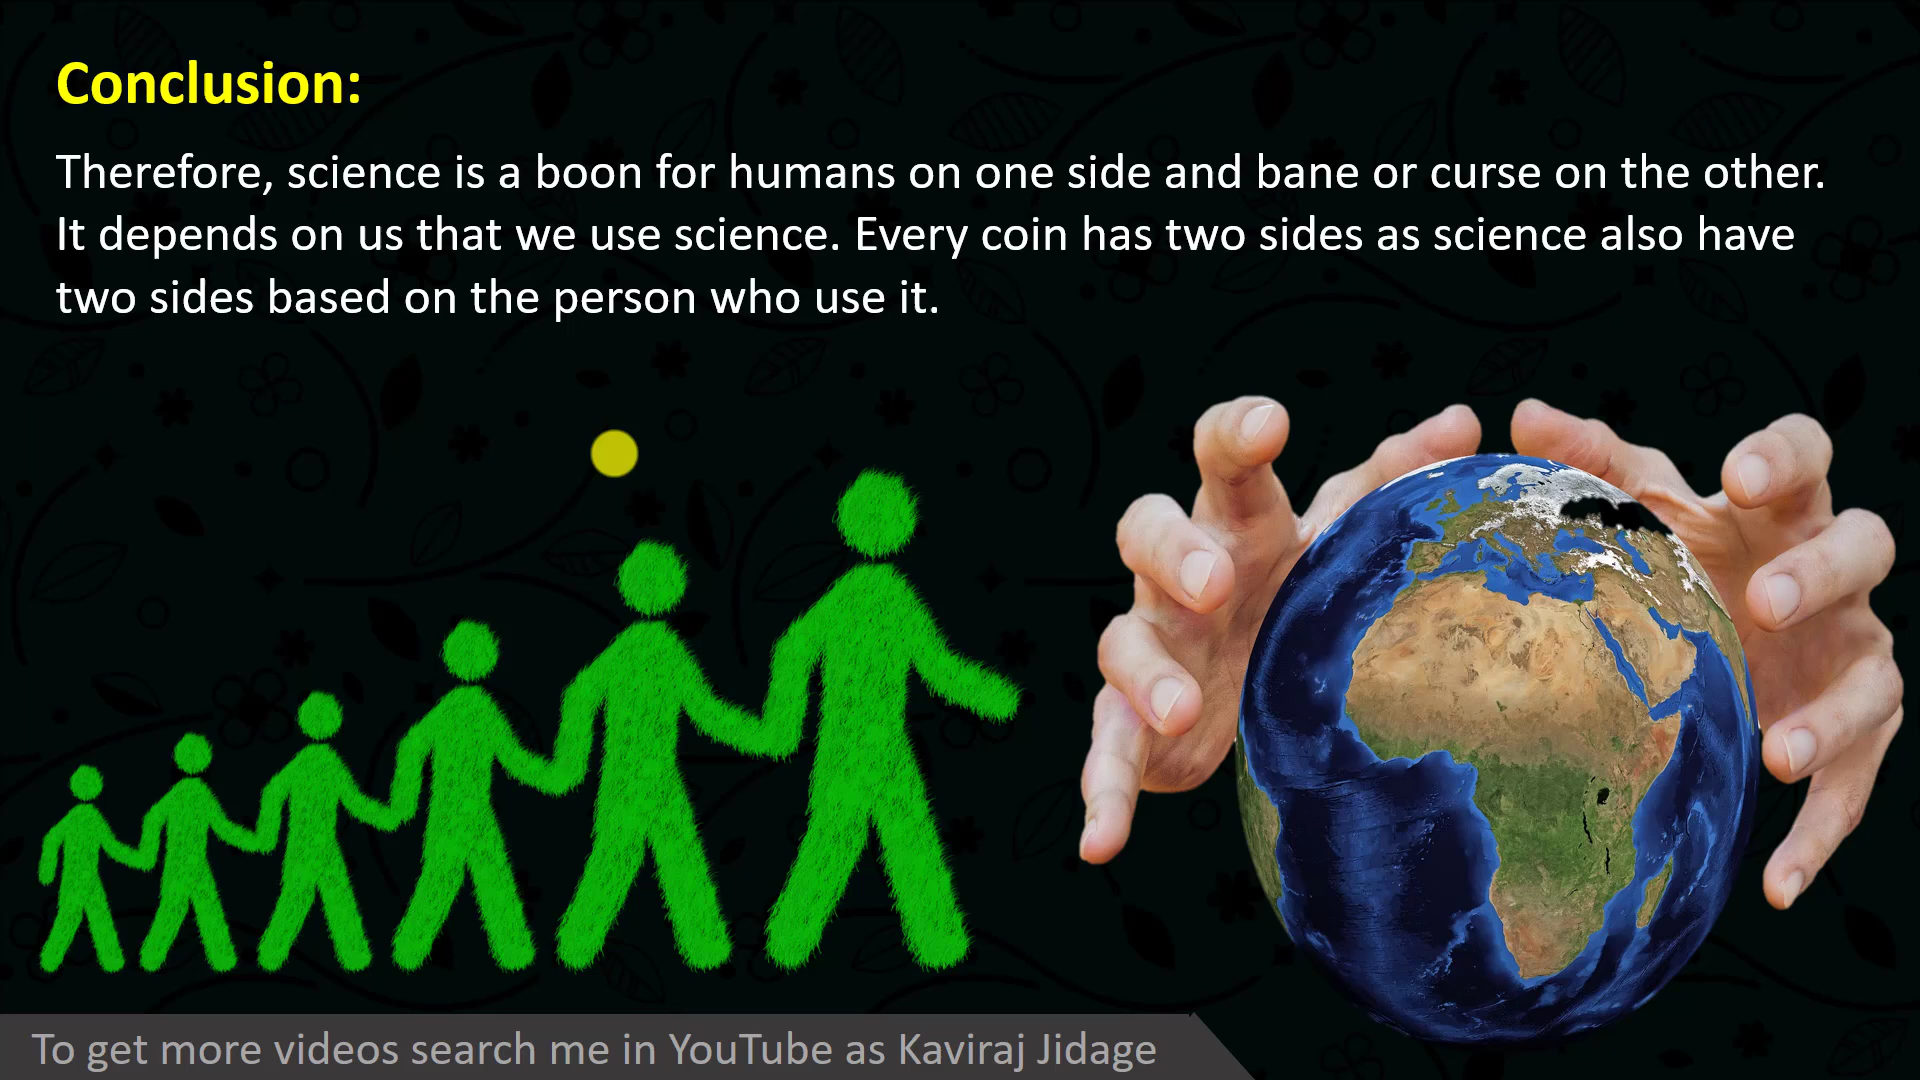 Conclusion:
Therefore, science is a boon for humans on one side and bane or curse on the other.
It depends on us that we use science. Every coin has two sides as science also have
two sides based on the person who use it.
To get more videos search me in YouTube as Kaviraj Jidage